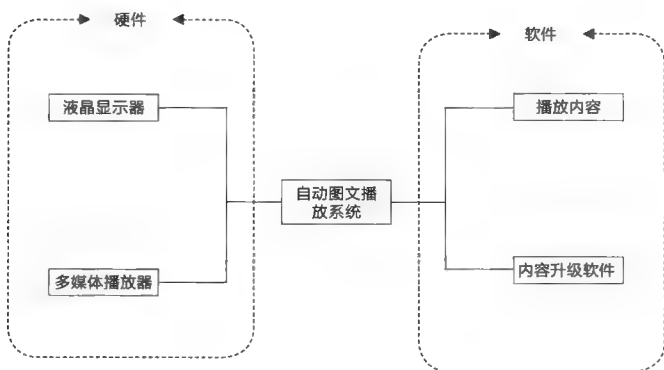 硬件
软件
液晶显示器
播放内容
自动图文播
放系统
多媒体播放器
内容升级软件